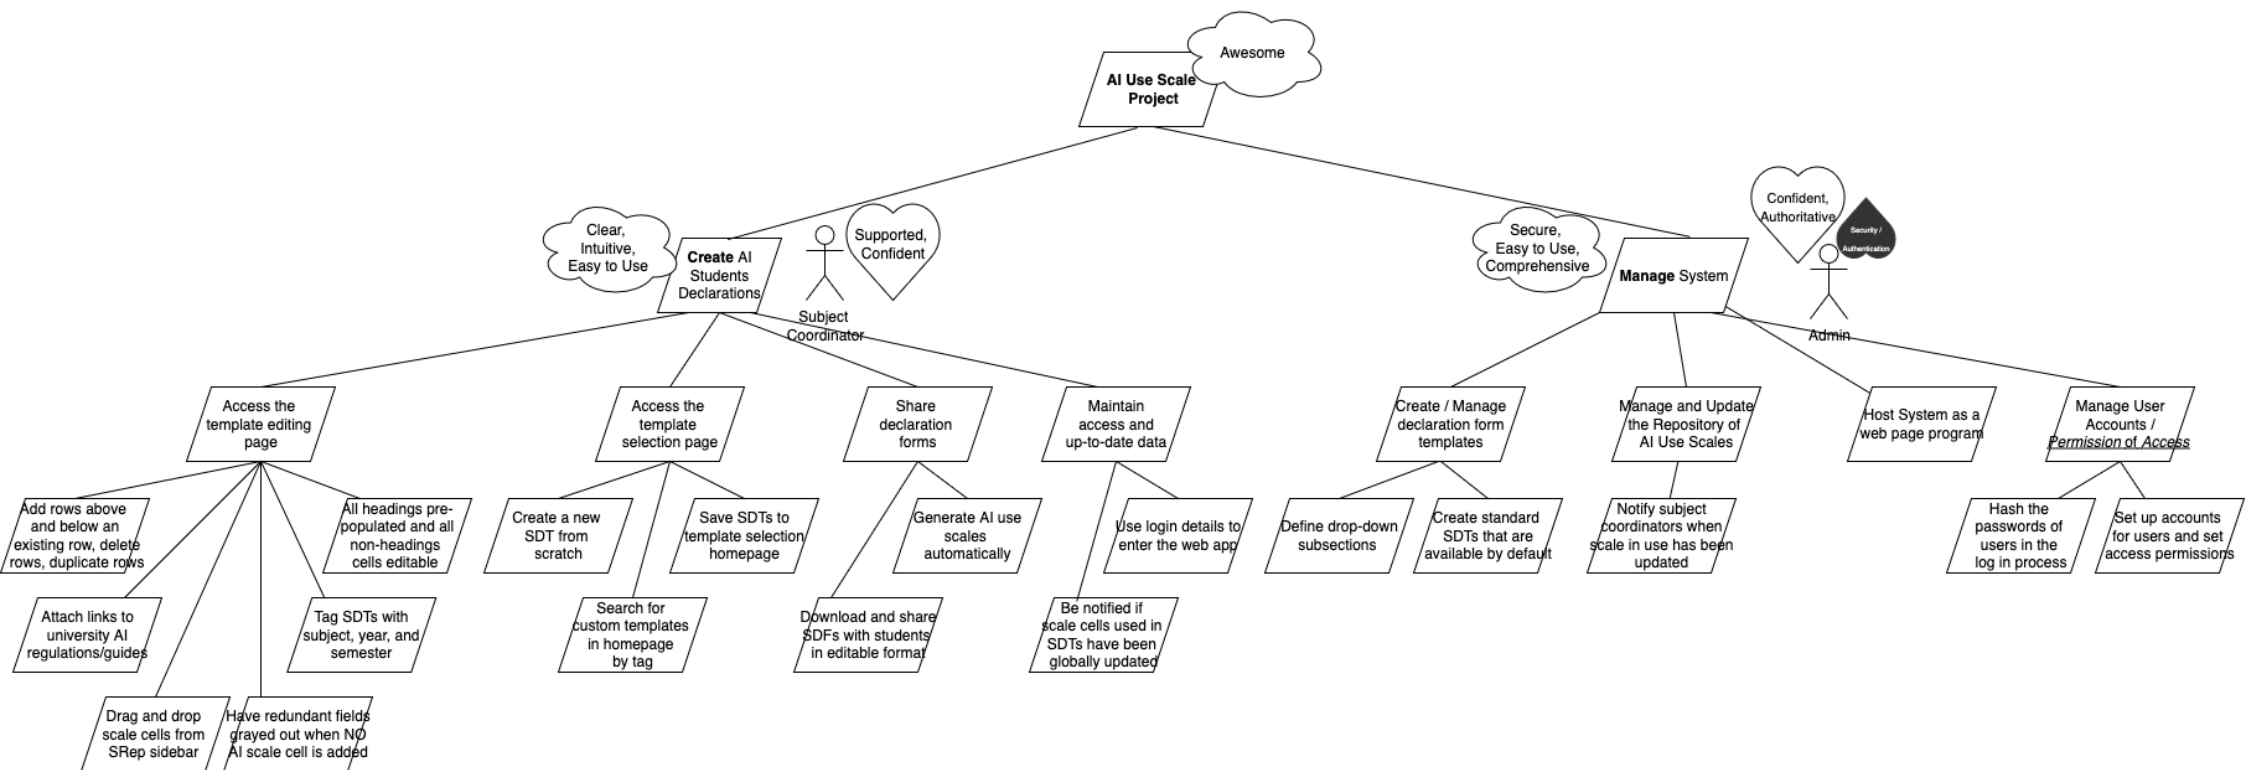 Awesome
AI Use Scale
Project
Confident,
Authoritative
Security /
Authentication
Clear,
Intuitive,
Easy to Use
Supported,
Confident
Secure,
Easy to Use,
Comprehensive
Create AI
Students
Declarations
Manage System
Subject
Coordinator
Admin
Access the
template editing
page
Access the
template
selection page
Share
declaration
forms
Maintain
access and
up-to-date data
Create / Manage
declaration form
templates
Manage and Update
the Repository of
AI Use Scales
Host System as a
web page program
Manage User
Accounts /
Permission of Access
Add rows above
and below an
existing row, delete
rows, duplicate rows
All headings pre-
populated and all
non-headings
cells editable
Create a new
SDT from
scratch
Save SDTs to
template selection
homepage
Generate AI use
scales
automatically
Use login details to
enter the web app
Define drop-down
subsections
Create standard
SDTs that are
available by default
Notify subject
coordinators when
scale in use has been
updated
Hash the
passwords of
users in the
log in process
Set up accounts
for users and set
access permissions
Attach links to
university AI
regulations/guides
Tag SDTs with
subject, year, and
semester
Search for
custom templates
in homepage
by tag
Download and share
SDFs with students
in editable format
Be notified if
scale cells used in
SDTs have been
globally updated
Drag and drop
scale cells from
SRep sidebar
Have redundant fields
grayed out when NO
AI scale cell is added